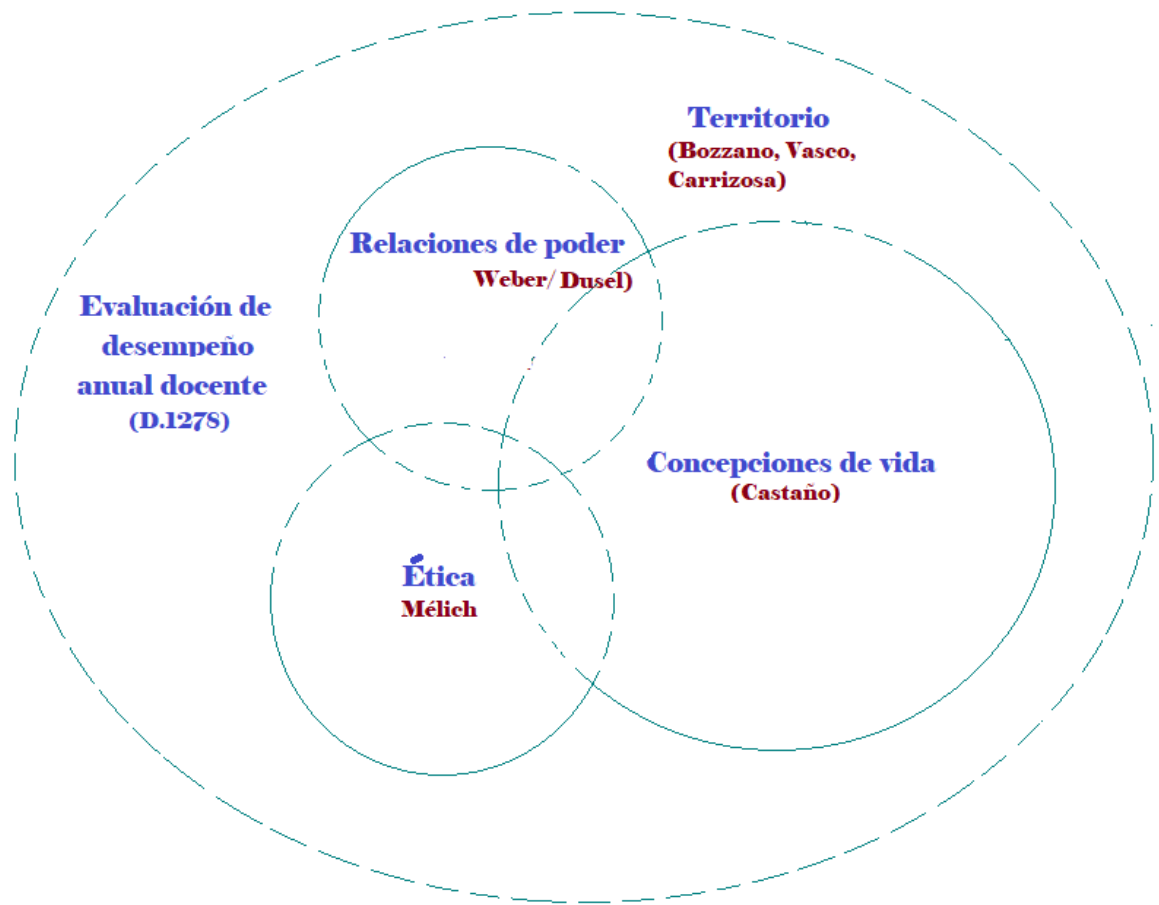 Territorio
(Bozzano, Vasco,
Carrizosa)
Relaciones de poder
Weber/ Dusel)
Evaluación de
desempeño
anual docente
(D.1278)
Concepciones de vida
(Castaño)
Ética
Mélich